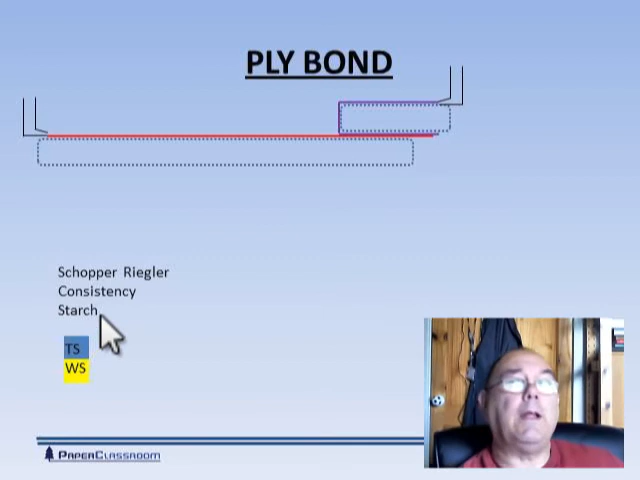 PLY BOND
Schopper Riegler
Consistency
Starch
TS
WS
PAPERCLASSROOM